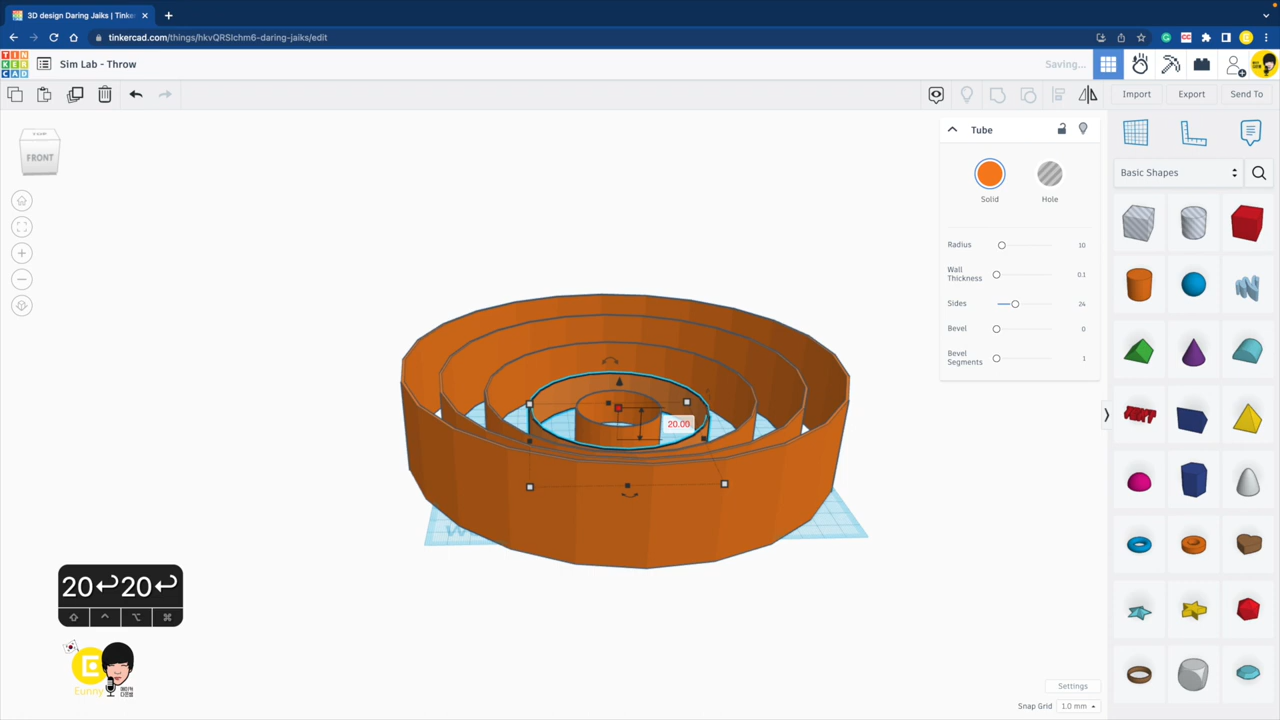 3D design Daring Jaiks | Tinker
tinkercad.com/things/hkvQRSIchm6-daring-jaiks/edit
TIN
KER
CAD
Sim Lab - Throw
Saving...
Import
Export
Send To
FRONT
Tube
Solid
Hole
Radius
10
Wall Thickness
0.1
Sides
24
Bevel
0
Bevel Segments
1
Basic Shapes
20.00
20↩20↩
Eunny
Settings
Snap Grid
1.0 mm